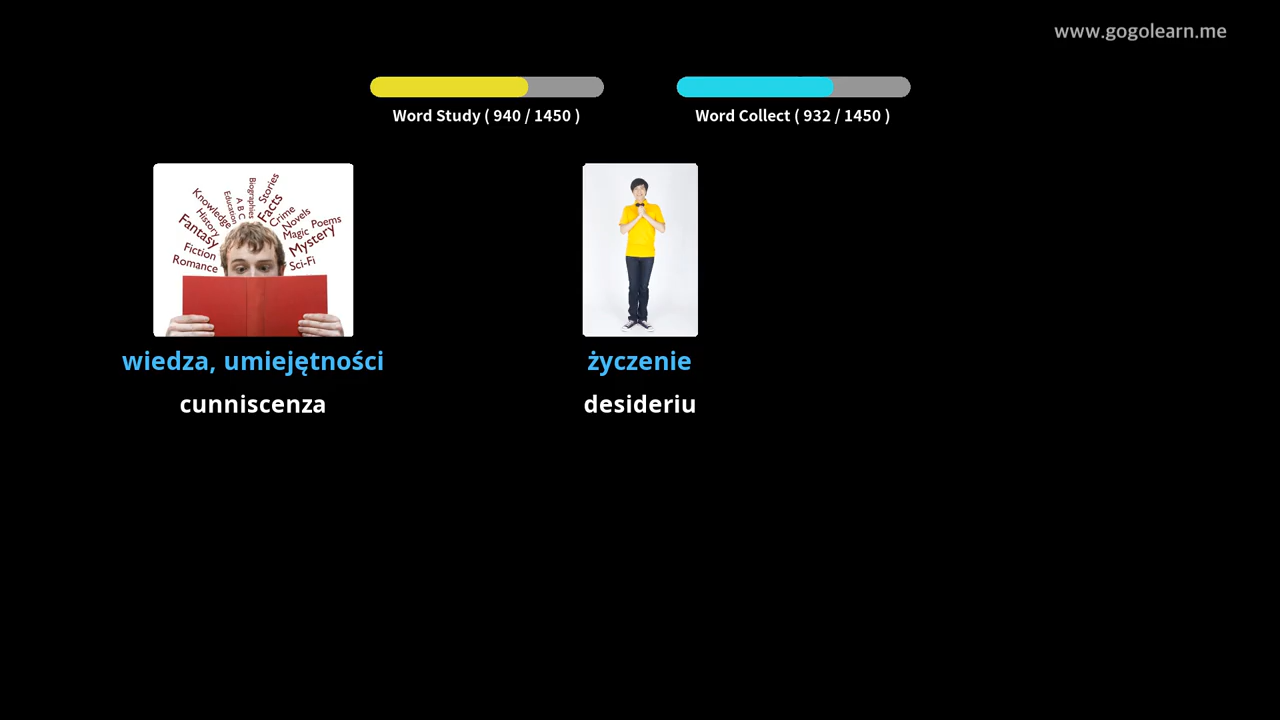 www.gogolearn.me
Word Study ( 940 / 1450 )
Word Collect ( 932 / 1450 )
Knowledge
History
Fantasy
Fiction
Romance
Education
A B C
Biographies
Stories
Facts
Crime
Novels
Magic
Poems
Mystery
Sci-Fi
wiedza, umiejętności
cunniscenza
życzenie
desideriu